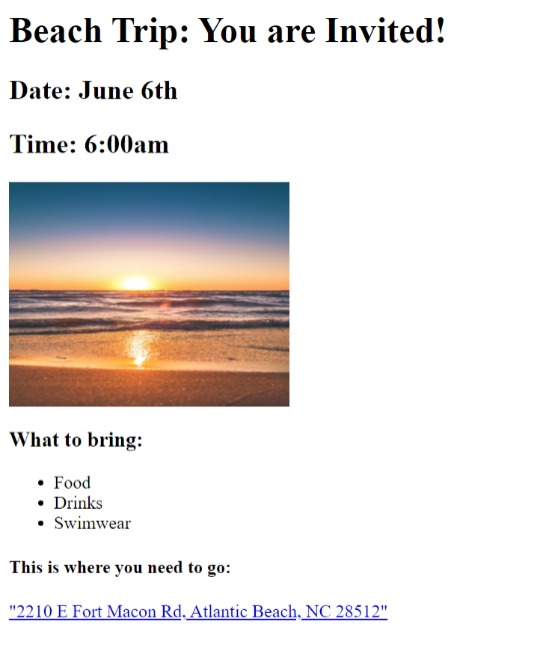 Beach Trip: You are Invited!
Date: June 6th
Time: 6:00am
What to bring:
• Food
• Drinks
• Swimwear
This is where you need to go:
"2210 E Fort Macon Rd, Atlantic Beach, NC 28512"